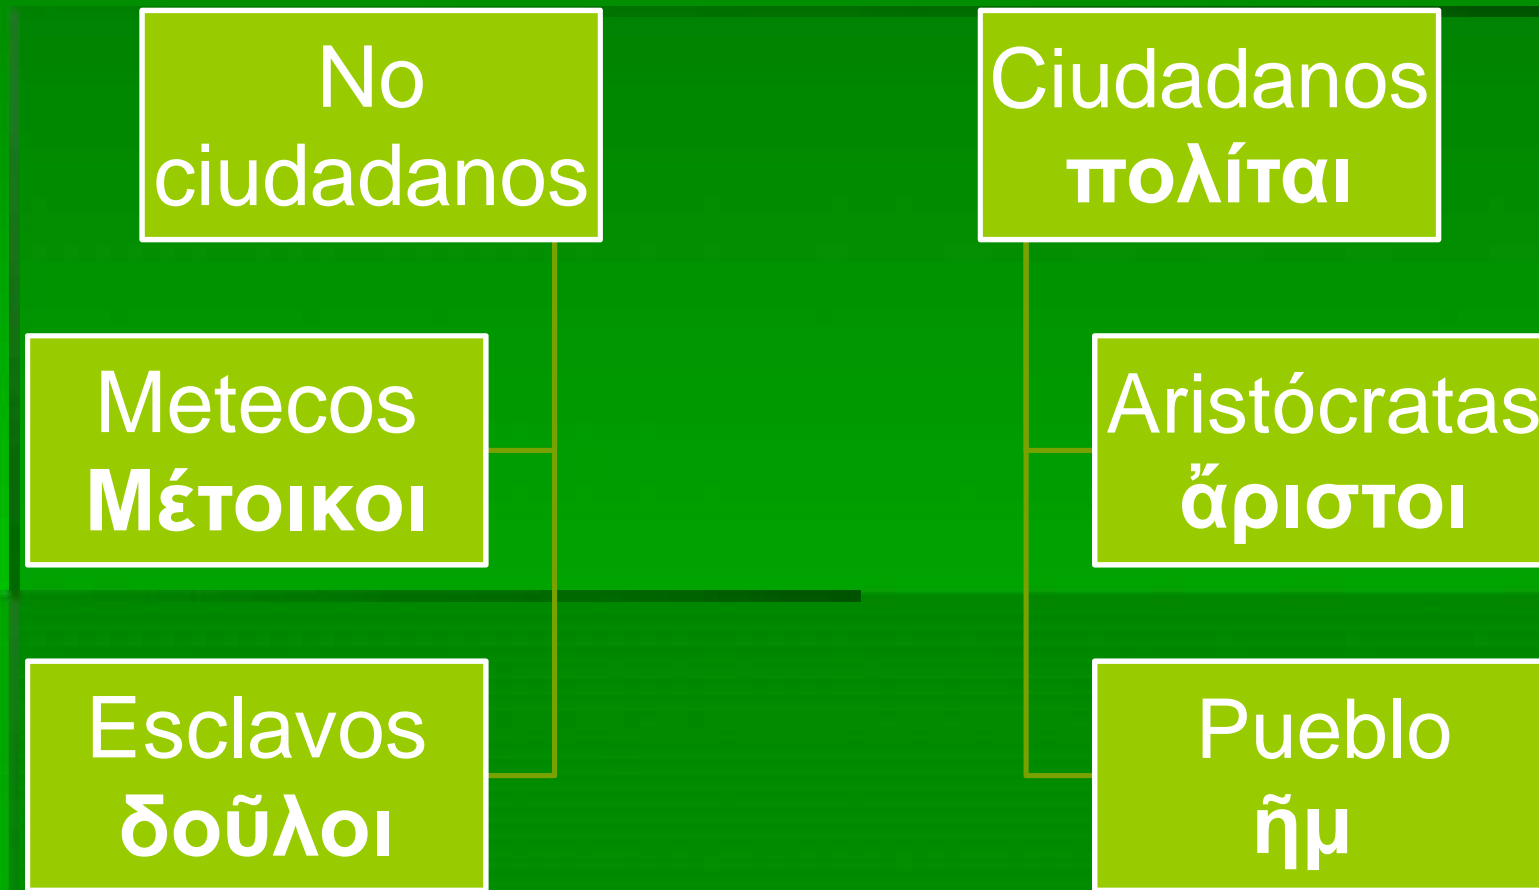 No
ciudadanos
Metecos
Μέτοικοι
Esclavos
δοῦλοι
Ciudadanos
πολίται
Aristócratas
ἄριστοι
Pueblo
ῆμ